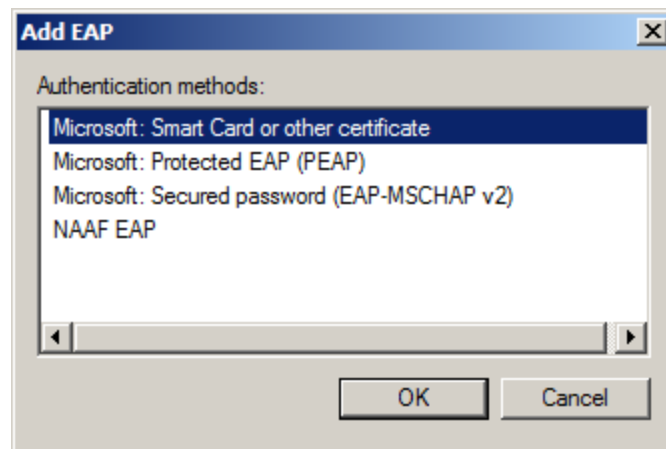 Add EAP
Authentication methods:
Microsoft: Smart Card or other certificate
Microsoft: Protected EAP (PEAP)
Microsoft: Secured password (EAP-MSCHAP v2)
NAAF EAP
OK Cancel